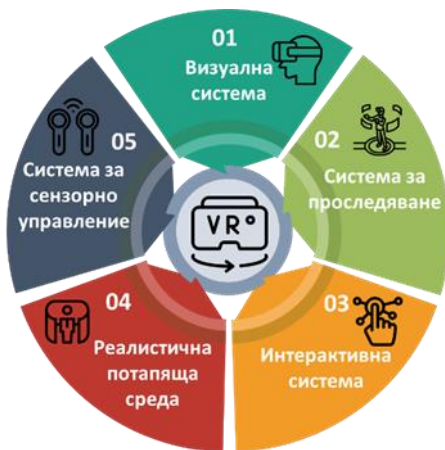 01
Визуална
система
02
Система за
проследяване
03
Интерактивна
система
04
Реалистична
потапяща
среда
05
Система за
сензорно
управление
VR